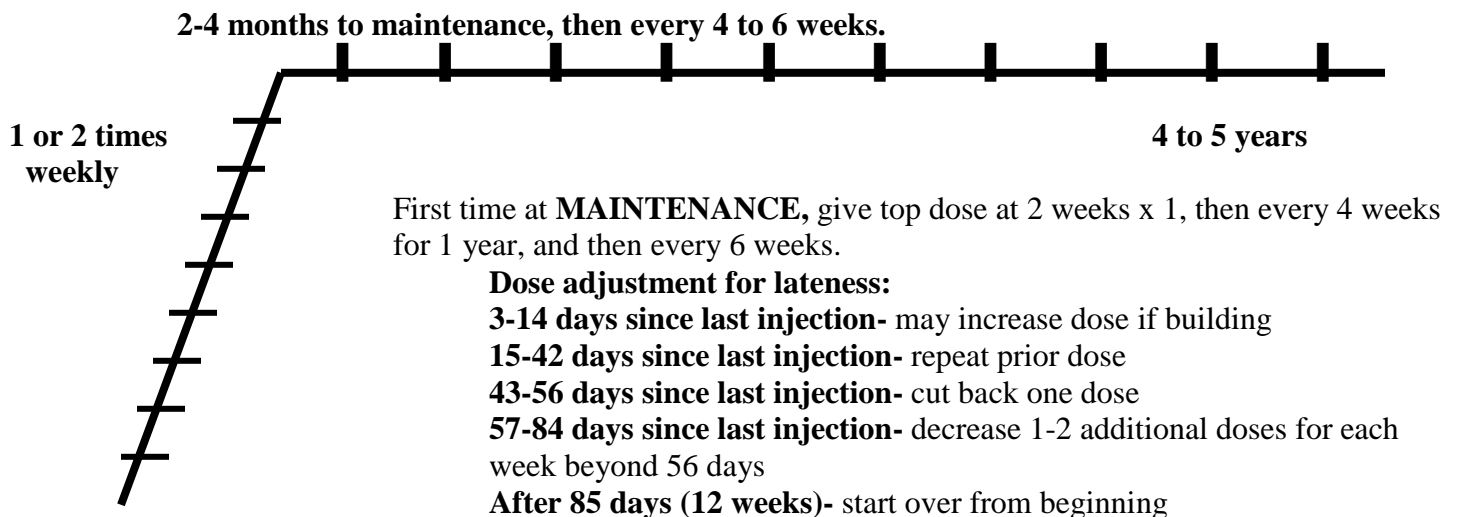 2-4 months to maintenance, then every 4 to 6 weeks.
1 or 2 times
weekly
4 to 5 years
First time at MAINTENANCE, give top dose at 2 weeks x 1, then every 4 weeks
for 1 year, and then every 6 weeks.
Dose adjustment for lateness:
3-14 days since last injection- may increase dose if building
15-42 days since last injection- repeat prior dose
43-56 days since last injection- cut back one dose
57-84 days since last injection- decrease 1-2 additional doses for each
week beyond 56 days
After 85 days (12 weeks)- start over from beginning